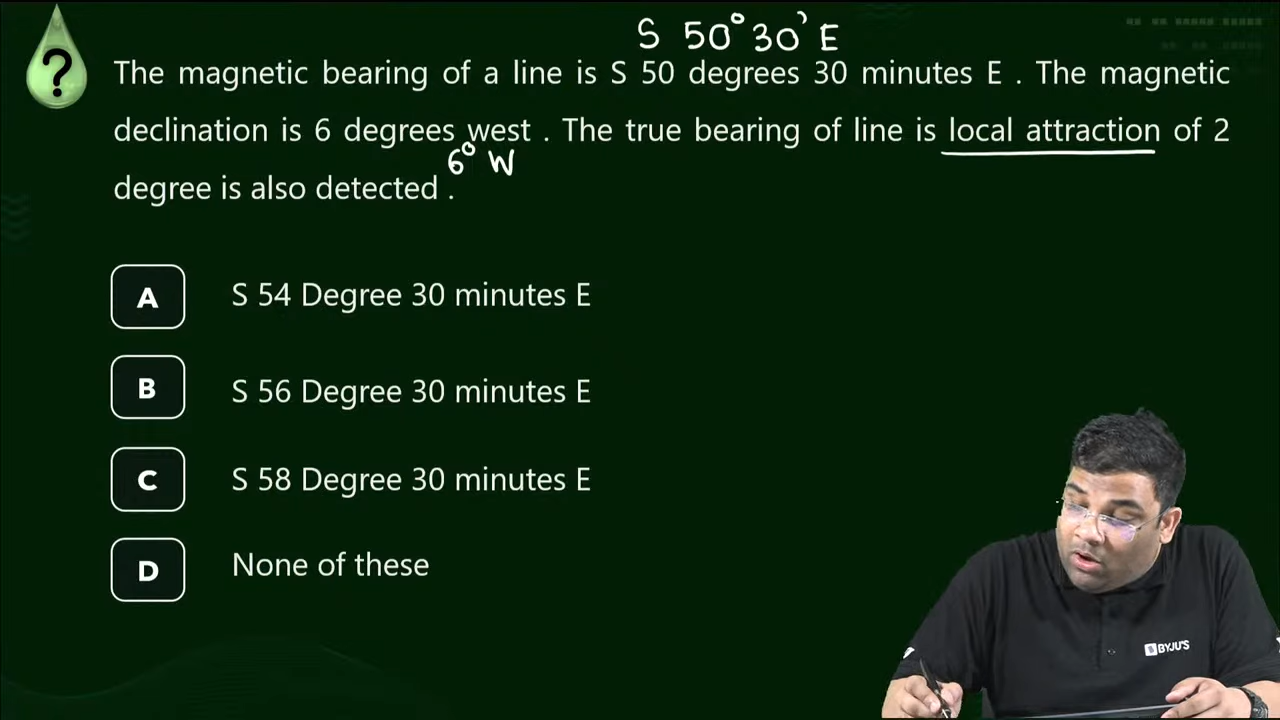 S 50°30' E
?
The magnetic bearing of a line is S 50 degrees 30 minutes E . The magnetic
declination is 6 degrees west . The true bearing of line is local attraction of 2
6° W
degree is also detected .
A S 54 Degree 30 minutes E
B S 56 Degree 30 minutes E
C S 58 Degree 30 minutes E
D None of these
B BYJU'S